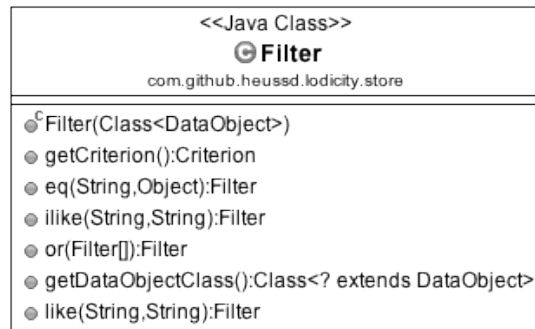 <<Java Class>>
Filter
com.github.heussd.lodicity.store
Filter(Class<DataObject>)
getCriterion():Criterion
eq(String,Object):Filter
ilike(String,String):Filter
or(Filter[]):Filter
getDataObjectClass():Class<? extends DataObject>
like(String,String):Filter